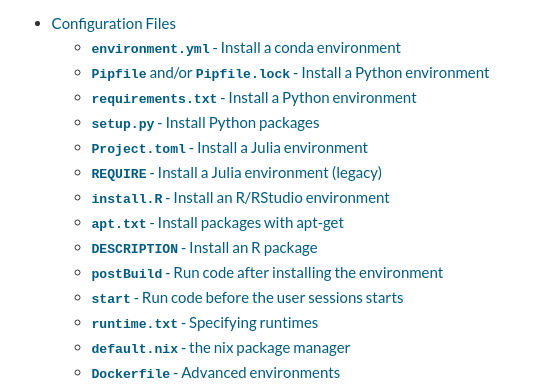 Configuration Files
environment.yml - Install a conda environment
Pipfile and/or Pipfile.lock - Install a Python environment
requirements.txt - Install a Python environment
setup.py - Install Python packages
Project.toml - Install a Julia environment
REQUIRE - Install a Julia environment (legacy)
install.R - Install an R/RStudio environment
apt.txt - Install packages with apt-get
DESCRIPTION - Install an R package
postBuild - Run code after installing the environment
start - Run code before the user sessions starts
runtime.txt - Specifying runtimes
default.nix - the nix package manager
Dockerfile - Advanced environments